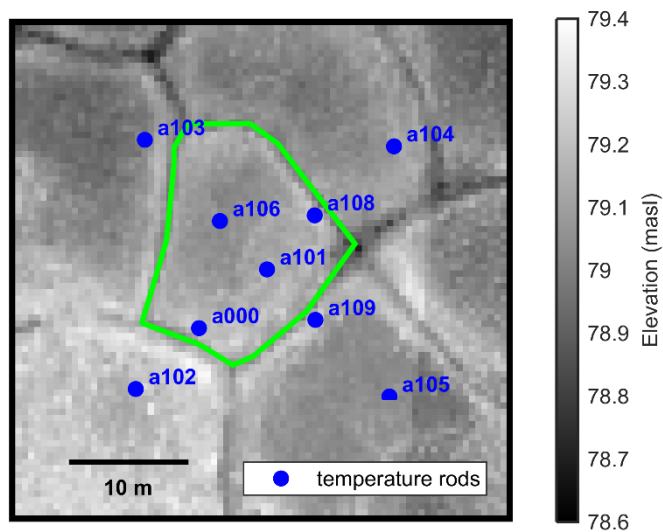 a103
a104
a106
a108
a101
a000
a109
a102
a105
10 m
temperature rods
79.4
79.3
79.2
79.1
79
78.9
78.8
78.7
78.6
Elevation (masl)